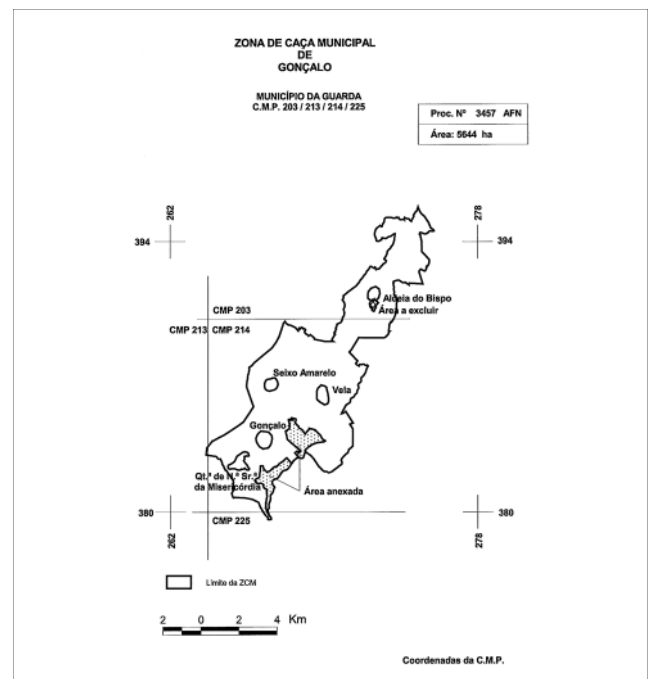 ZONA DE CAÇA MUNICIPAL
DE
GONÇALO
MUNICÍPIO DA GUARDA
C.M.P. 203 / 213 / 214 / 225
Proc. Nº 3457 AFN
Área: 5644 ha
262
278
394
394
Aldeia do Bispo
Área a excluir
CMP 203
CMP 213
CMP 214
Seixo Amarelo
Vela
Gonçalo
Qt.ª de N.ª Sr.ª
da Misericórdia
Área anexada
380
CMP 225
380
262
278
Limite da ZCM
2 0 2 4 Km
Coordenadas da C.M.P.